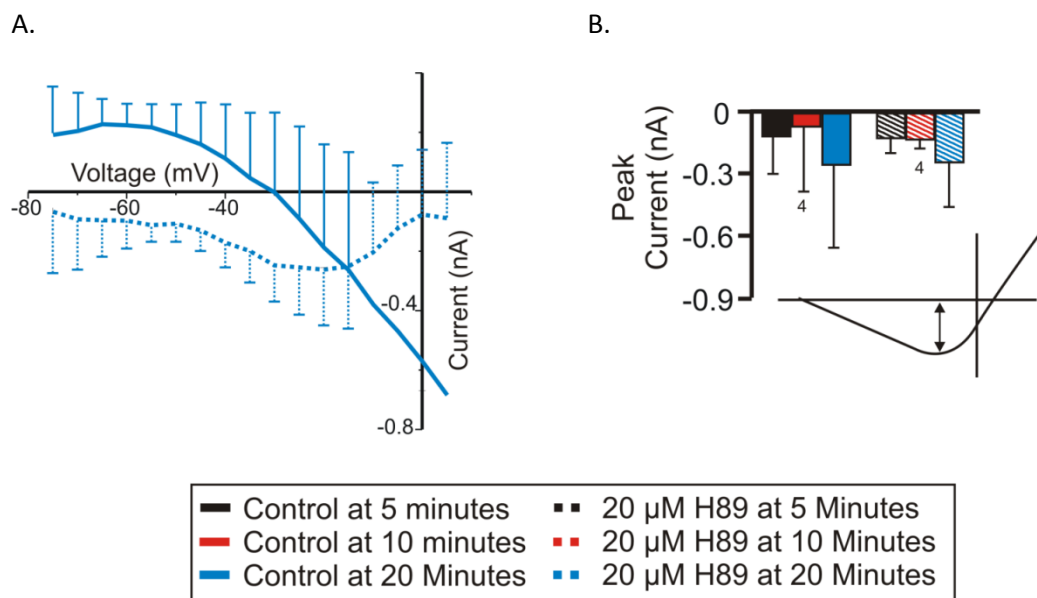 A.
B.
Voltage (mV)
-80
-60
-40
-0.4
-0.8
Current (nA)
Peak
Current (nA)
0
-0.3
-0.6
-0.9
4
4
Control at 5 minutes
20 µM H89 at 5 Minutes
Control at 10 minutes
20 µM H89 at 10 Minutes
Control at 20 Minutes
20 µM H89 at 20 Minutes